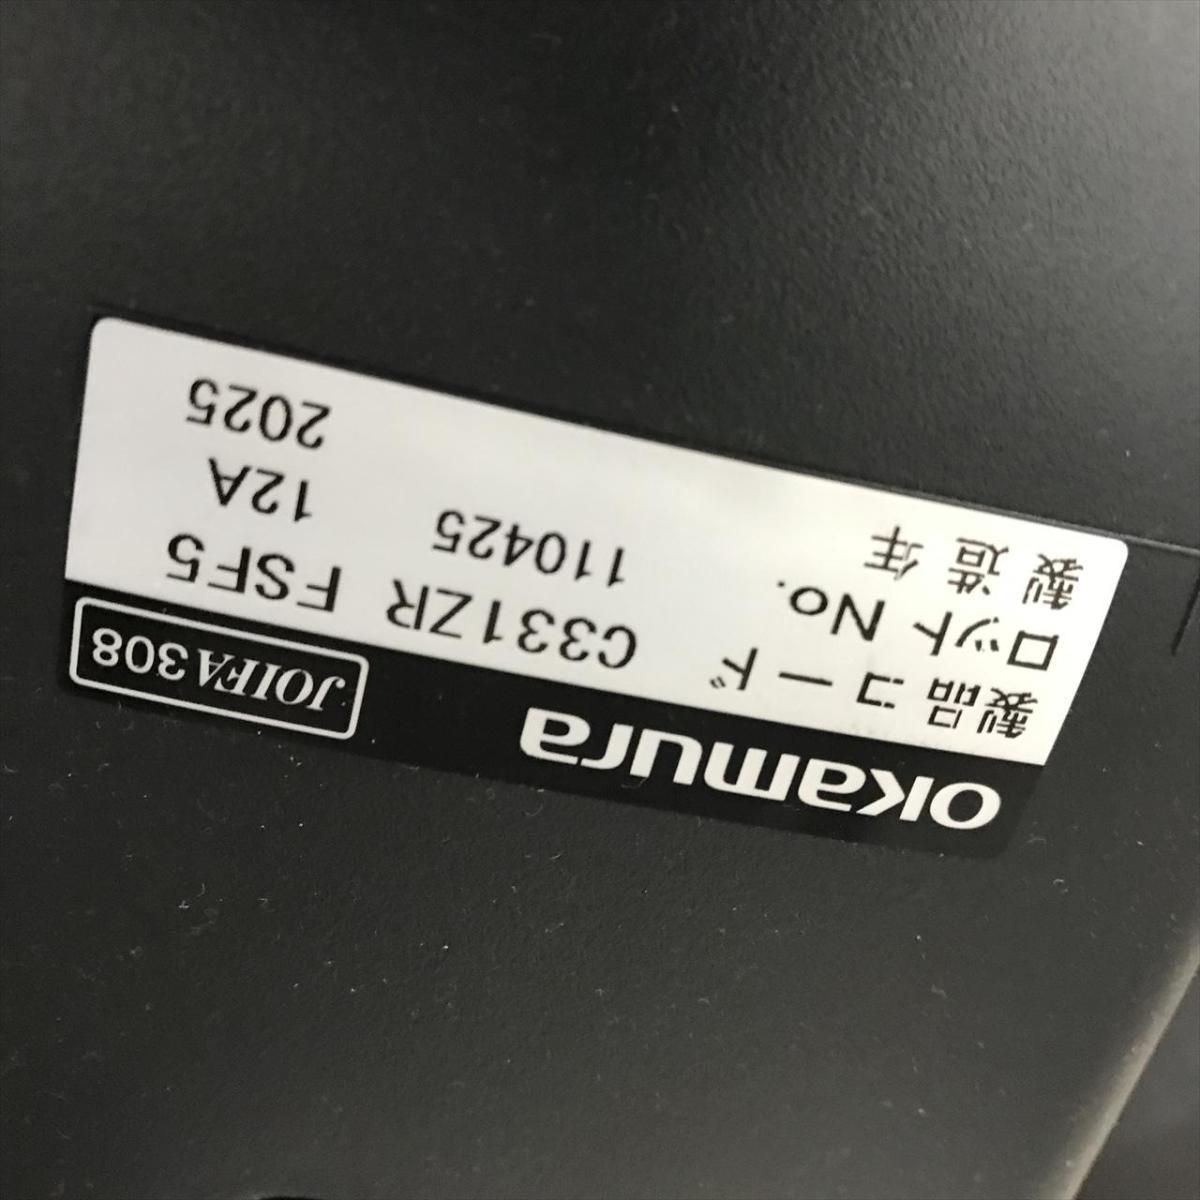 okamura JOIFA308
製品コード C331ZR FSF5
ロットNo. 110425 12A
製造年 2025